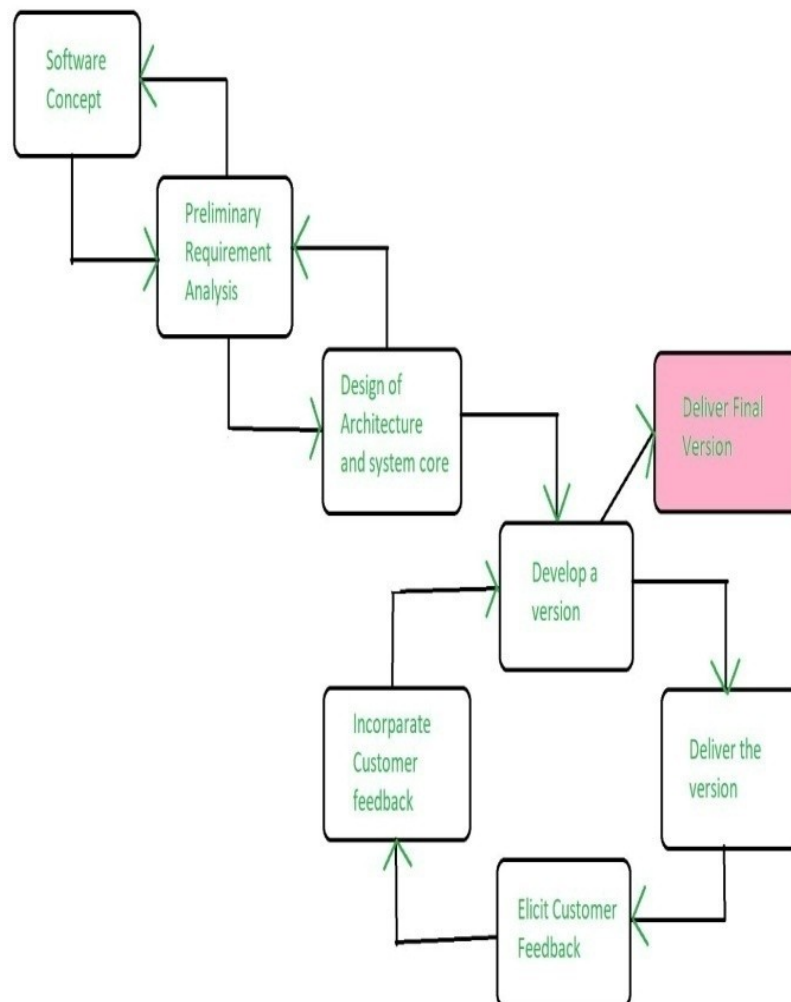 Software
Concept
Preliminary
Requirement
Analysis
Design of
Architecture
and system core
Deliver Final
Version
Develop a
version
Incorparate
Customer
feedback
Deliver the
version
Elicit Customer
Feedback